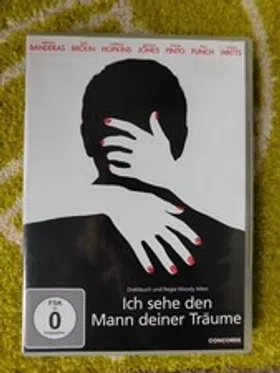 BANDERAS BROLIN HOPKINS JONES PINTO PUNCH WATTS
Drehbuch und Regie Woody Allen
Ich sehe den
Mann deiner Träume
FSK
0
CONCORDE